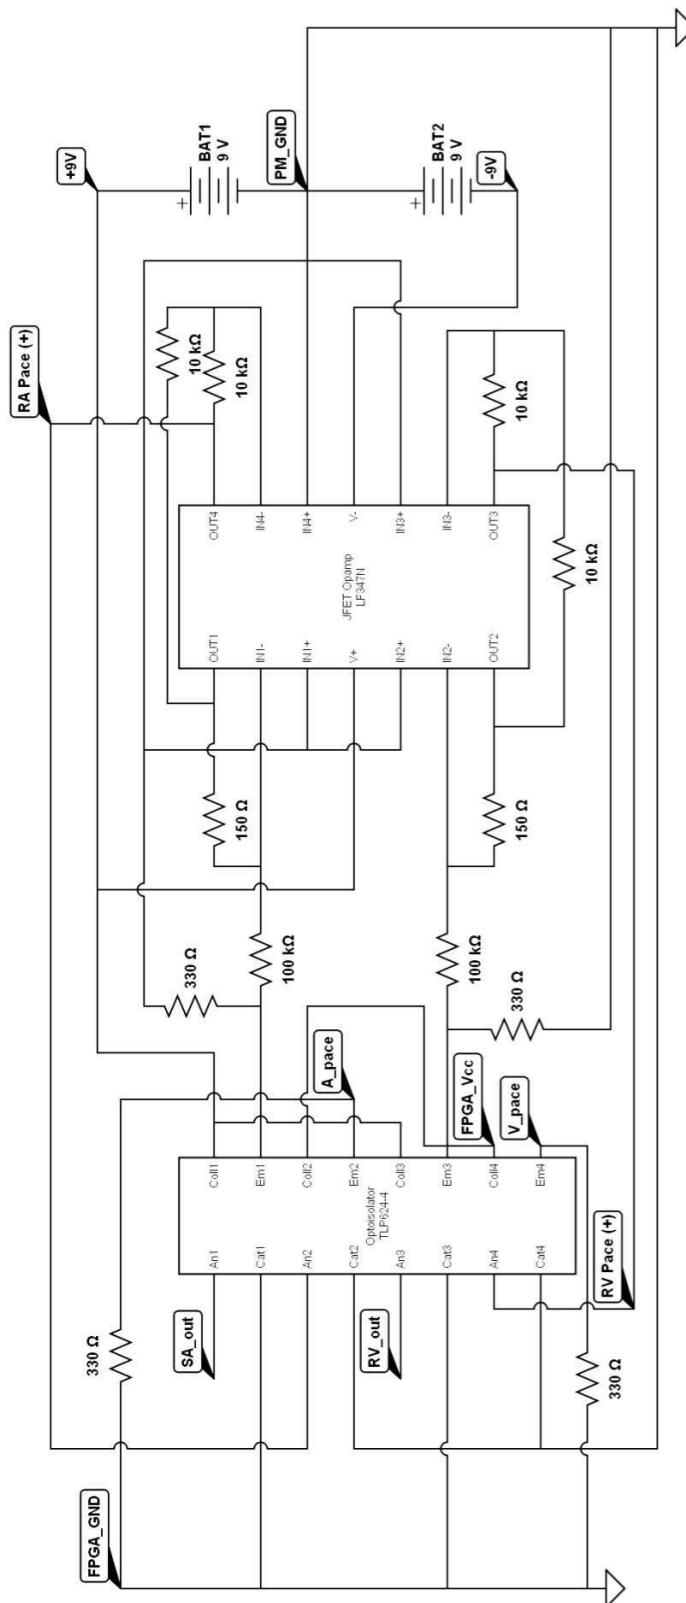 FPGA_GND
RA Pace (+)
+9V
330 Ω
SA_out
An1
Cat1
An2
Cat2
An3
Cat3
An4
Cat4
Optoisolator
TLP624-4
Coll1
Em1
Coll2
Em2
Coll3
Em3
Coll4
Em4
RV_out
RV Pace (+)
330 Ω
A_pace
FPGA_Vcc
V_pace
330 Ω
100 kΩ
100 kΩ
330 Ω
150 Ω
150 Ω
OUT1
IN1-
IN1+
V+
IN2+
IN2-
OUT2
JFET Opamp
LF347N
OUT4
IN4-
IN4+
V-
IN3+
IN3-
OUT3
10 kΩ
10 kΩ
10 kΩ
10 kΩ
+
BAT1
9 V
PM_GND
+
BAT2
9 V
-9V